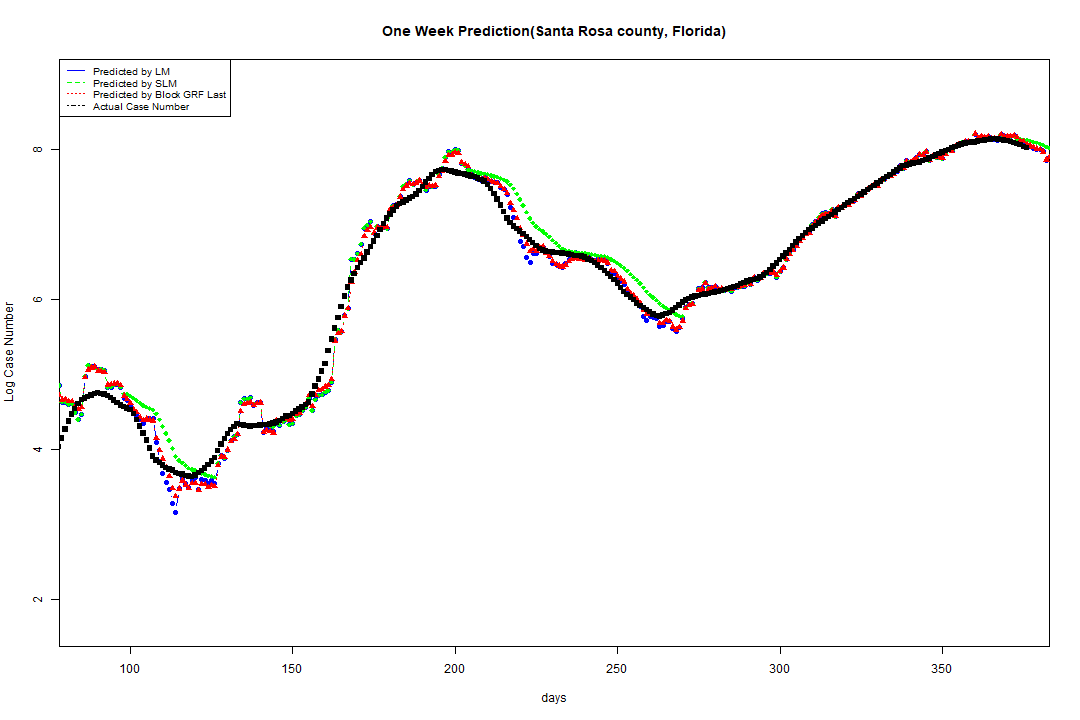 One Week Prediction(Santa Rosa county, Florida)
Predicted by LM
Predicted by SLM
Predicted by Block GRF Last
Actual Case Number
8
6
4
2
Log Case Number
100 150 200 250 300 350
days